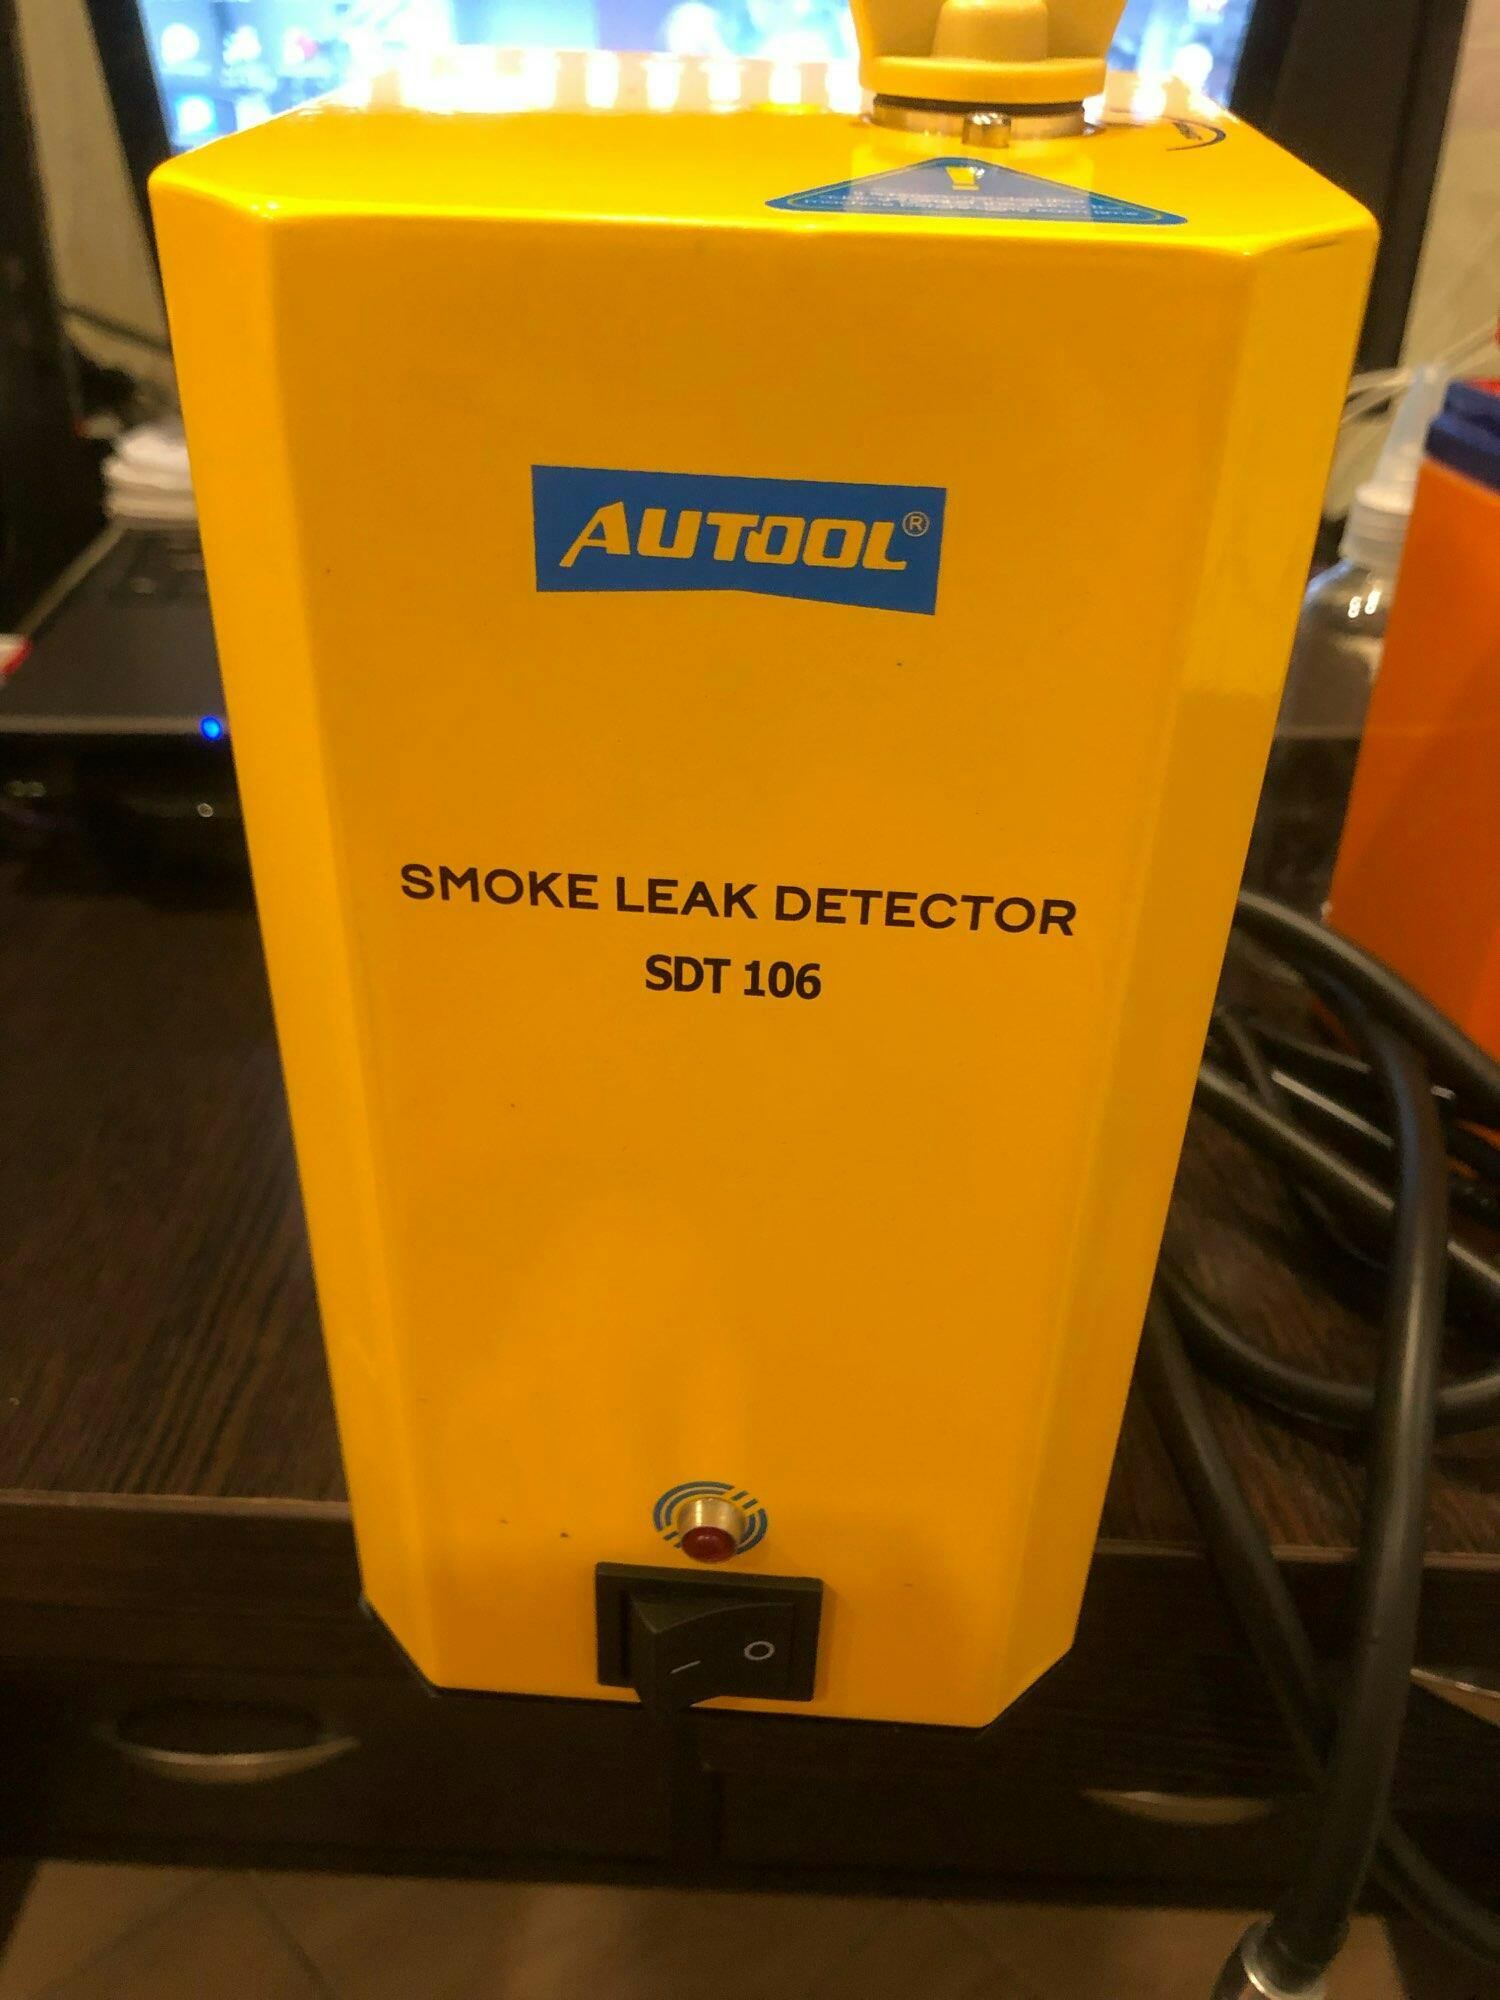 AUTOOL®
SMOKE LEAK DETECTOR
SDT 106